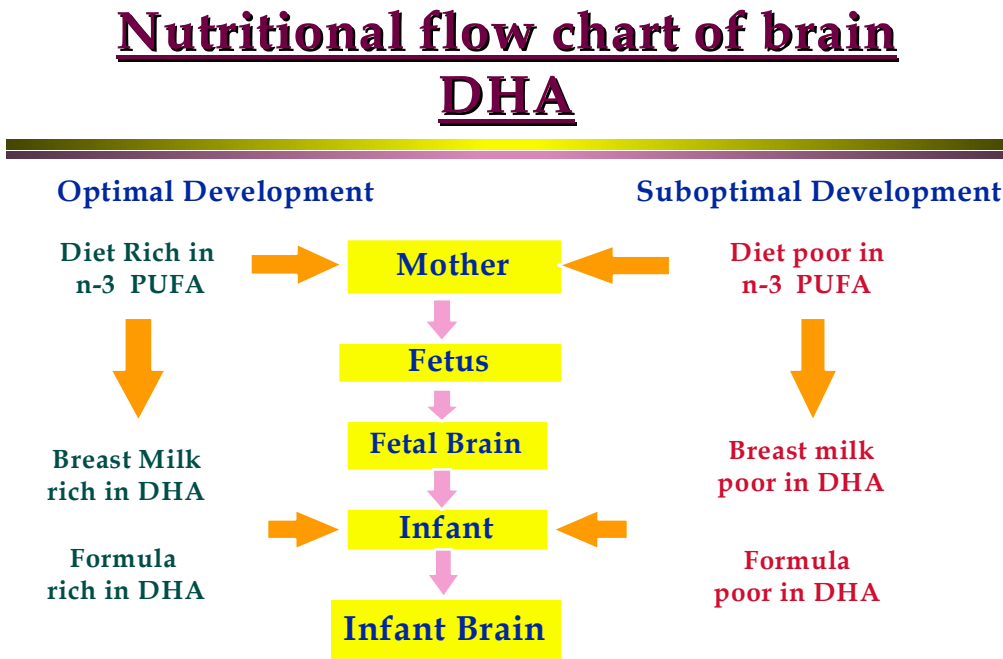 Nutritional flow chart of brain
DHA
Optimal Development
Suboptimal Development
Diet Rich in
n-3 PUFA
Mother
Diet poor in
n-3 PUFA
Fetus
Fetal Brain
Breast Milk
rich in DHA
Breast milk
poor in DHA
Infant
Formula
rich in DHA
Formula
poor in DHA
Infant Brain